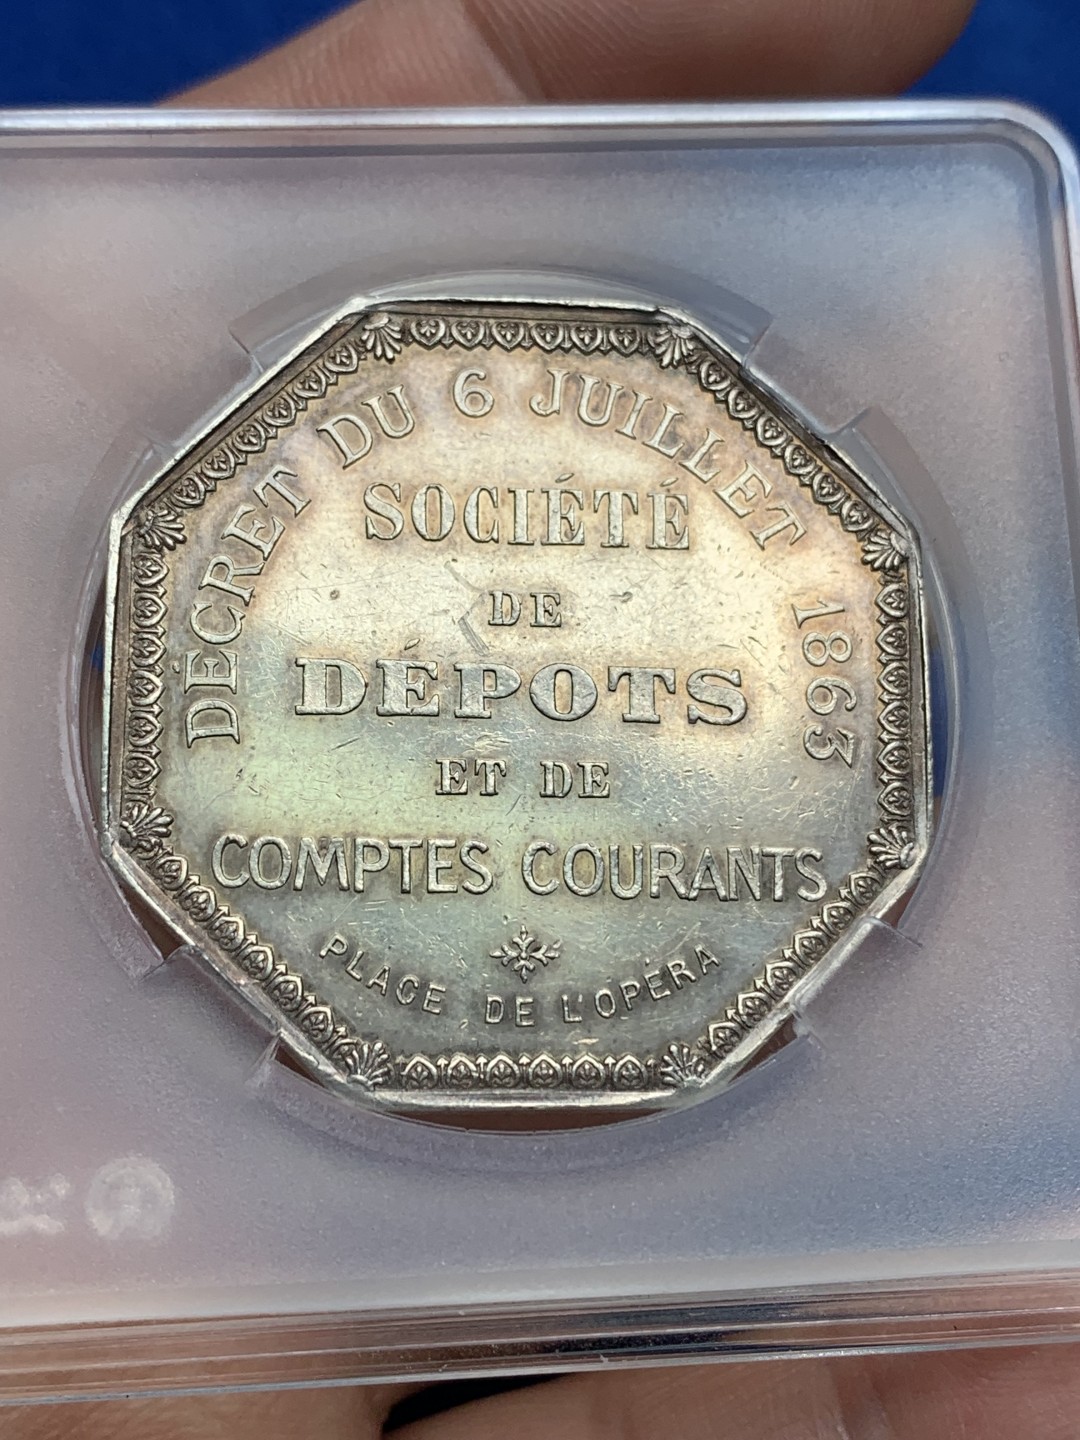 DÉCRET DU 6 JUILLET 1863
SOCIÉTÉ
DE
DÉPOTS
ET DE
COMPTES COURANTS
PLACE DE L'OPÉRA